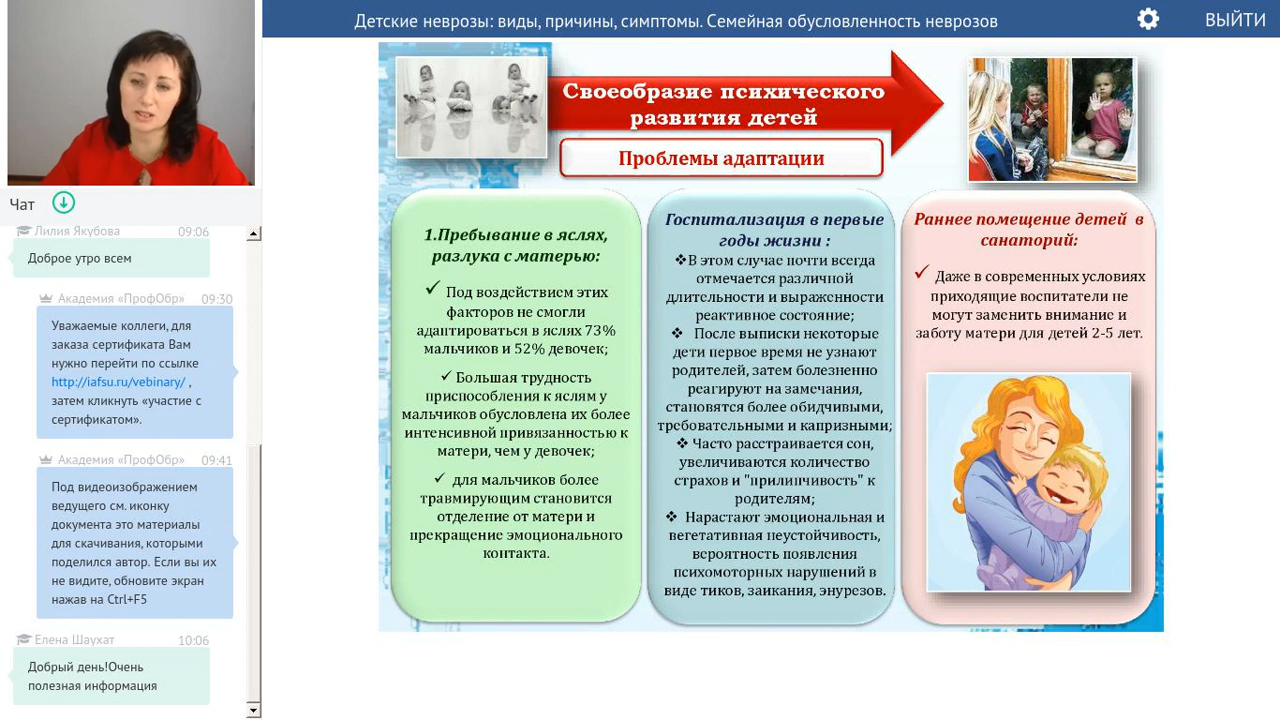 Детские неврозы: виды, причины, симптомы. Семейная обусловленность неврозов
ВЫЙТИ
Чат
Лилия Якубова 09:06
Доброе утро всем
Академия «ПрофОбр» 09:30
Уважаемые коллеги, для
заказа сертификата Вам
нужно перейти по ссылке
http://iafsu.ru/vebinary/ ,
затем кликнуть «участие с
сертификатом».
Академия «ПрофОбр» 09:41
Под видеоизображением
ведущего см. иконку
документа это материалы
для скачивания, которыми
поделился автор. Если вы их
не видите, обновите экран
нажав на Ctrl+F5
Елена Шаухат 10:06
Добрый день!Очень
полезная информация
Своеобразие психического
развития детей
Проблемы адаптации
1.Пребывание в яслях,
разлука с матерью:
✓ Под воздействием этих
факторов не смогли
адаптироваться в яслях 73%
мальчиков и 52% девочек;
✓ Большая трудность
приспособления к яслям у
мальчиков обусловлена их более
интенсивной привязанностью к
матери, чем у девочек;
✓ для мальчиков более
травмирующим становится
отделение от матери и
прекращение эмоционального
контакта.
Госпитализация в первые
годы жизни :
❖В этом случае почти всегда
отмечается различной
длительности и выраженности
реактивное состояние;
❖ После выписки некоторые
дети первое время не узнают
родителей, затем болезненно
реагируют на замечания,
становятся более обидчивыми,
требовательными и капризными;
❖ Часто расстраивается сон,
увеличиваются количество
страхов и "прилипчивость" к
родителям;
❖ Нарастают эмоциональная и
вегетативная неустойчивость,
вероятность появления
психомоторных нарушений в
виде тиков, заикания, энурезов.
Раннее помещение детей в
санаторий:
✓ Даже в современных условиях
приходящие воспитатели не
могут заменить внимание и
заботу матери для детей 2-5 лет.